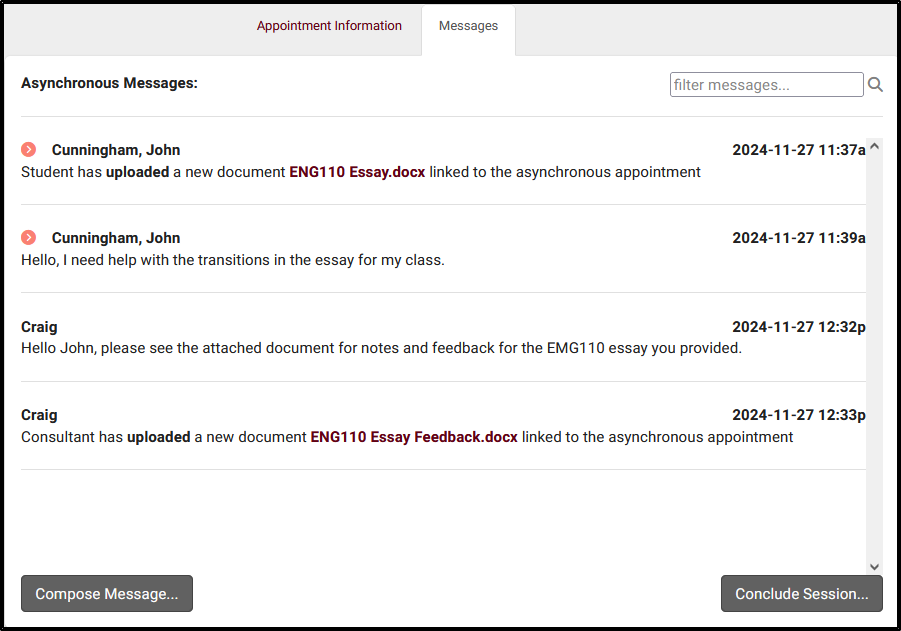 Appointment Information Messages
Asynchronous Messages: filter messages...
Cunningham, John 2024-11-27 11:37a
Student has uploaded a new document ENG110 Essay.docx linked to the asynchronous appointment
Cunningham, John 2024-11-27 11:39a
Hello, I need help with the transitions in the essay for my class.
Craig 2024-11-27 12:32p
Hello John, please see the attached document for notes and feedback for the EMG110 essay you provided.
Craig 2024-11-27 12:33p
Consultant has uploaded a new document ENG110 Essay Feedback.docx linked to the asynchronous appointment
Compose Message... Conclude Session...